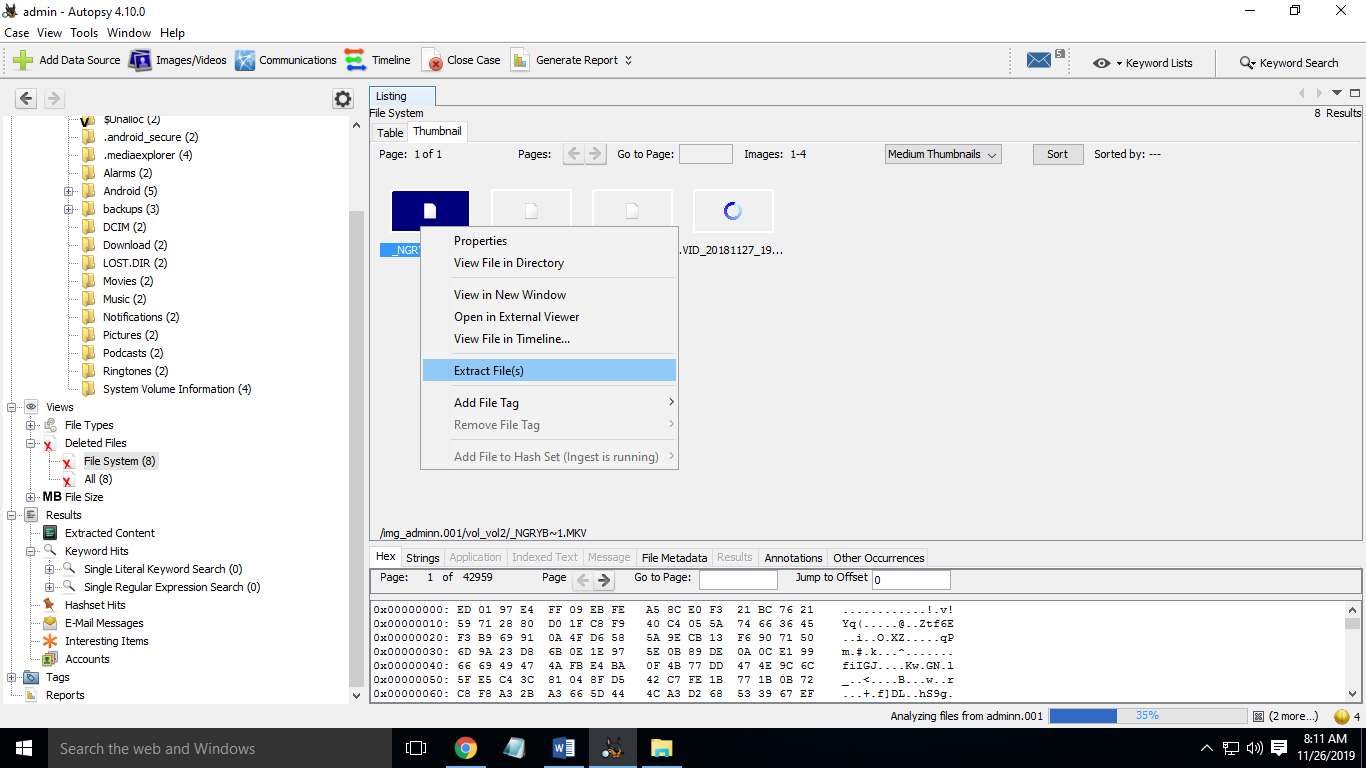 admin - Autopsy 4.10.0
Case View Tools Window Help
Add Data Source Images/Videos Communications Timeline Close Case Generate Report 5 Keyword Lists Keyword Search
$Unalloc (2)
.android_secure (2)
.mediaexplorer (4)
Alarms (2)
Android (5)
backups (3)
DCIM (2)
Download (2)
LOST.DIR (2)
Movies (2)
Music (2)
Notifications (2)
Pictures (2)
Podcasts (2)
Ringtones (2)
System Volume Information (4)
Views
File Types
Deleted Files
File System (8)
All (8)
MB File Size
Results
Extracted Content
Keyword Hits
Single Literal Keyword Search (0)
Single Regular Expression Search (0)
Hashset Hits
E-Mail Messages
Interesting Items
Accounts
Tags
Reports
Listing
File System 8 Results
Table Thumbnail
Page: 1 of 1 Pages: Go to Page: Images: 1-4 Medium Thumbnails Sort Sorted by: ---
.VID_20181127_19...
Properties
View File in Directory
View in New Window
Open in External Viewer
View File in Timeline...
Extract File(s)
Add File Tag
Remove File Tag
Add File to Hash Set (Ingest is running)
/img_adminn.001/vol_vol2/_NGRYB~1.MKV
Hex Strings Application Indexed Text Message File Metadata Results Annotations Other Occurrences
Page: 1 of 42959 Page Go to Page: Jump to Offset 0
0x00000000: ED 01 97 E4 FF 09 EB FE A5 8C E0 F3 21 BC 76 21 ............!.v!
0x00000010: 59 71 28 80 D0 1F C8 F9 40 C4 05 5A 74 66 36 45 Yq(.....@..Ztf6E
0x00000020: F3 B9 69 91 0A 4F D6 58 5A 9E CB 13 F6 90 71 50 ..i..O.XZ.....qP
0x00000030: 6D 9A 23 D8 6B 0E 1E 97 5E 0B 89 DE 0A 0C E1 99 m.#.k...^.......
0x00000040: 66 69 49 47 4A FB E4 BA 0F 4B 77 DD 47 4E 9C 6C fiIGJ....Kw.GN.l
0x00000050: 5F E5 C4 3C 81 04 8F D5 42 C7 FE 1B 77 1B 0B 72 _..<....B...w..r
0x00000060: C8 F8 A3 2B A3 66 5D 44 4C A3 D2 68 53 39 67 EF ...+.f]DL..hS9g.
Analyzing files from adminn.001 35% (2 more...) 4
Search the web and Windows
8:11 AM
11/26/2019